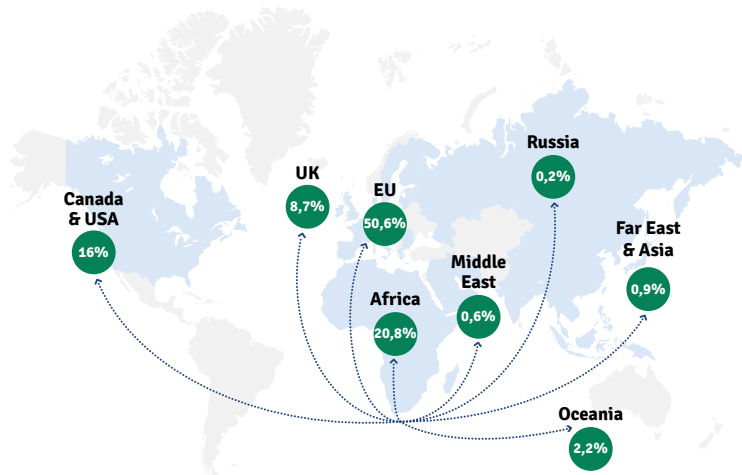 Canada
& USA
16%
UK
8,7%
EU
50,6%
Russia
0,2%
Far East
& Asia
0,9%
Middle
East
0,6%
Africa
20,8%
Oceania
2,2%